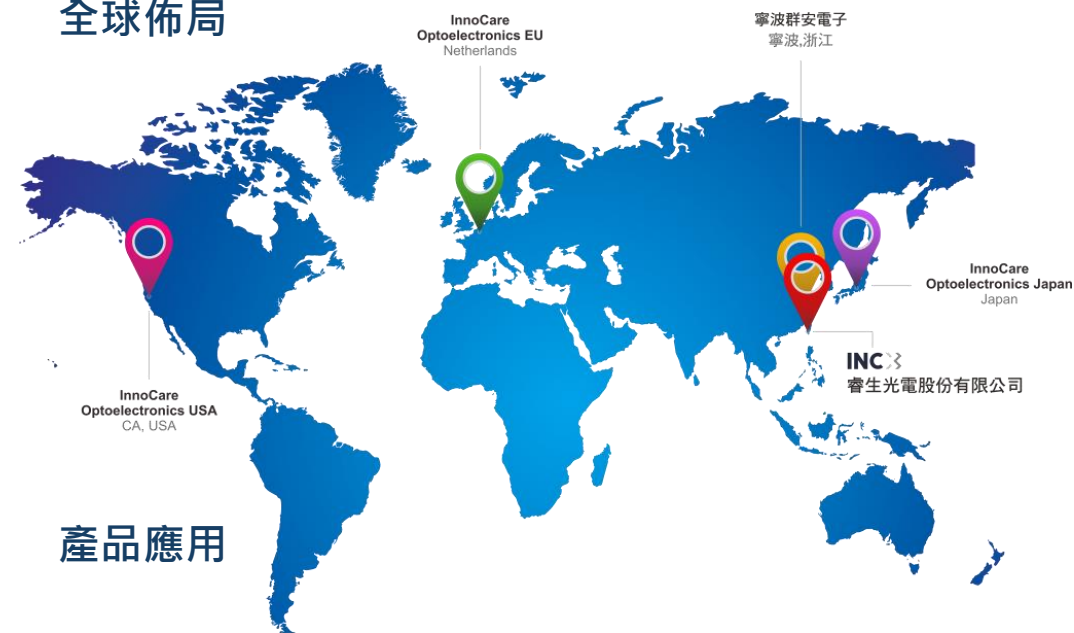 全球佈局
InnoCare
Optoelectronics EU
Netherlands
寧波群安電子
寧波,浙江
InnoCare
Optoelectronics Japan
Japan
INCX
睿生光電股份有限公司
InnoCare
Optoelectronics USA
CA, USA
產品應用